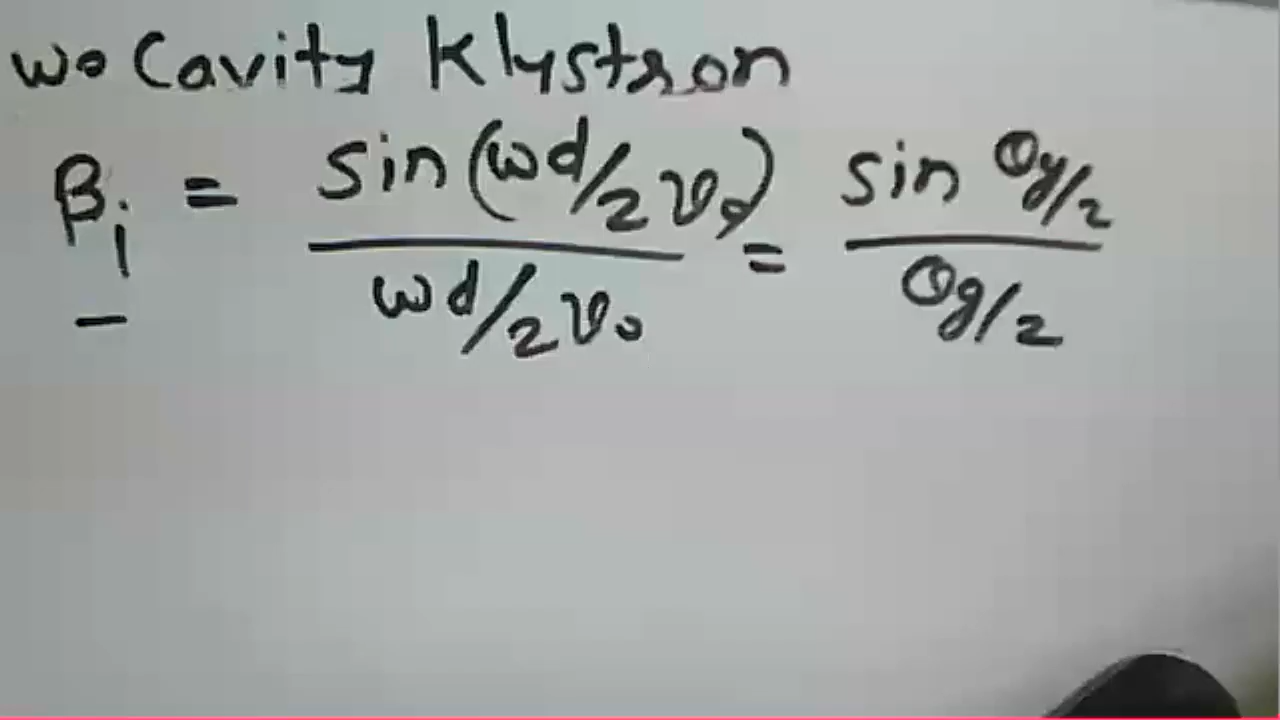 wo Cavity Klystron
βi = sin(ωd/2v₀) / ωd/2v₀ = sin θg/2 / θg/2